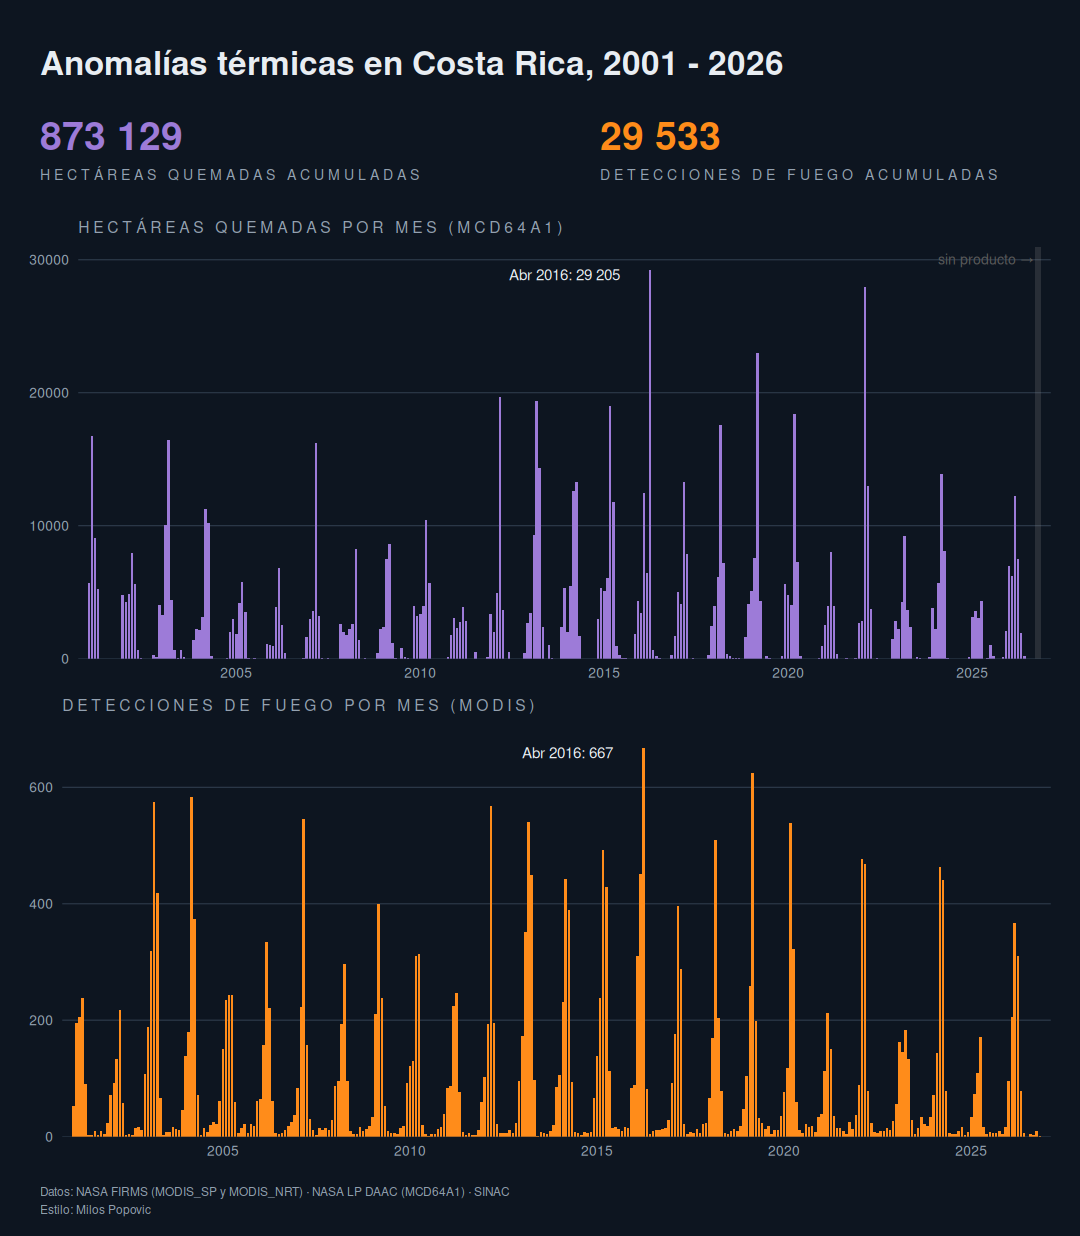 Anomalías térmicas en Costa Rica, 2001 - 2026
873 129
HECTÁREAS QUEMADAS ACUMULADAS
29 533
DETECCIONES DE FUEGO ACUMULADAS
HECTÁREAS QUEMADAS POR MES (MCD64A1)
30000
sin producto →
Abr 2016: 29 205
20000
10000
0
2005 2010 2015 2020 2025
DETECCIONES DE FUEGO POR MES (MODIS)
Abr 2016: 667
600
400
200
0
2005 2010 2015 2020 2025
Datos: NASA FIRMS (MODIS_SP y MODIS_NRT) · NASA LP DAAC (MCD64A1) · SINAC
Estilo: Milos Popovic